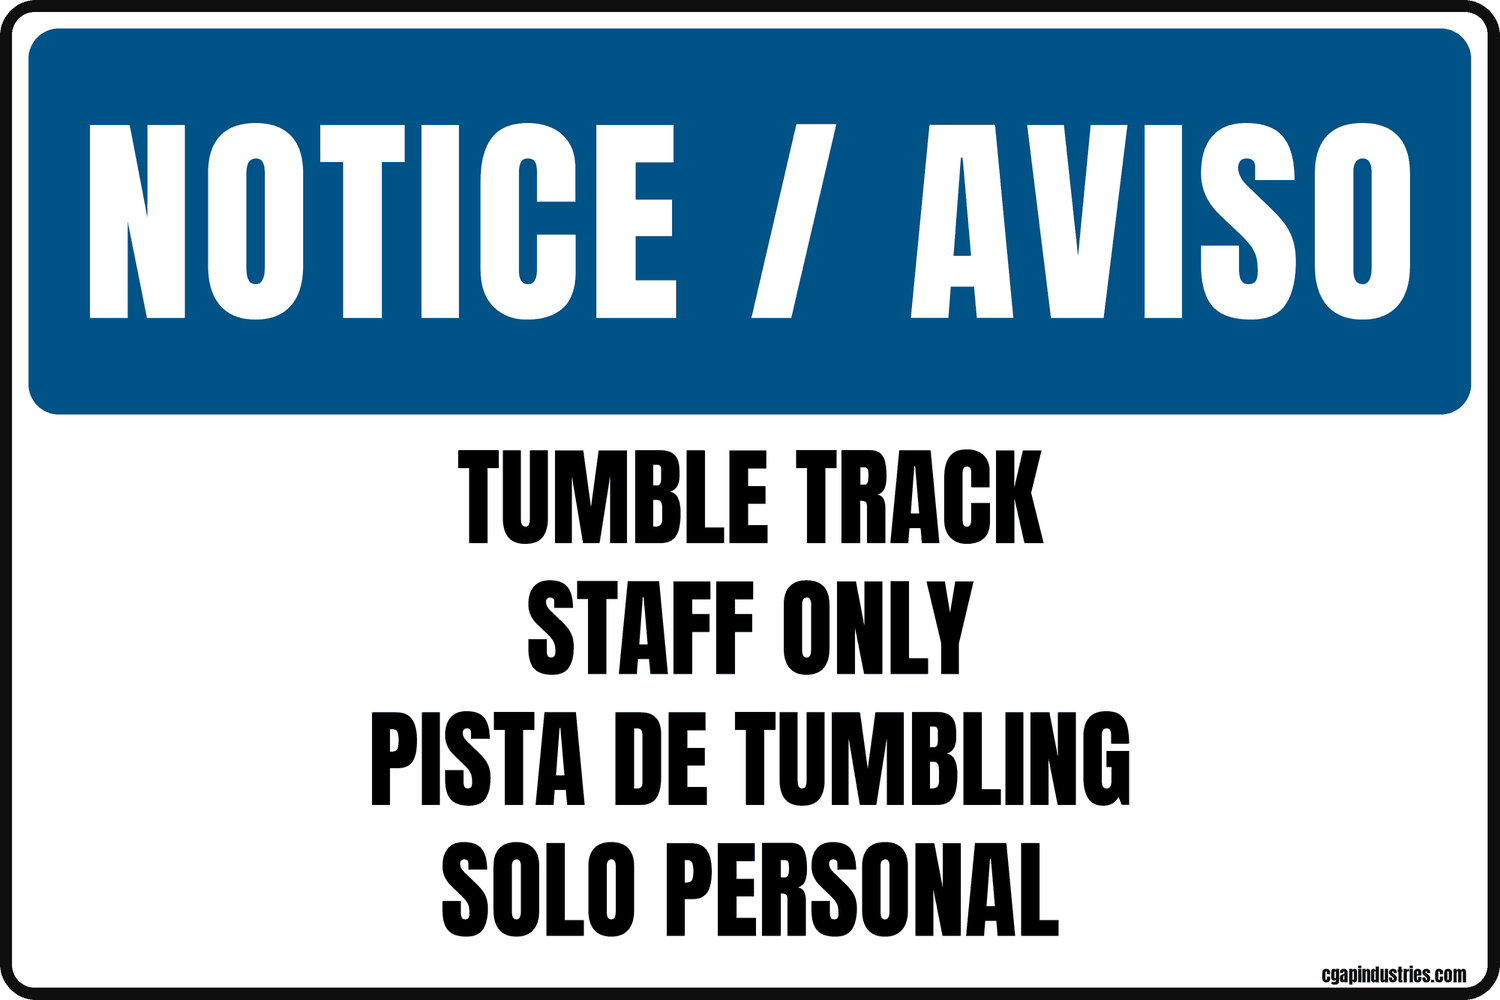 NOTICE / AVISO
TUMBLE TRACK
STAFF ONLY
PISTA DE TUMBLING
SOLO PERSONAL
cgapindustries.com